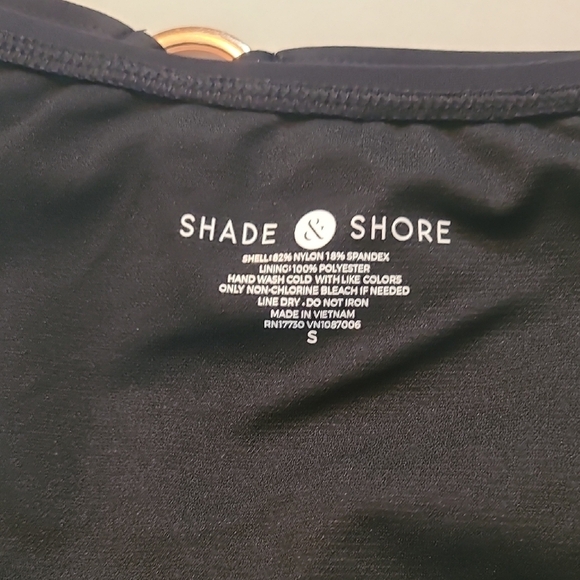 SHADE & SHORE
SHELL: 82% NYLON 18% SPANDEX
LINING: 100% POLYESTER
HAND WASH COLD WITH LIKE COLORS
ONLY NON-CHLORINE BLEACH IF NEEDED
LINE DRY . DO NOT IRON
MADE IN VIETNAM
RN17730 VN1087006
S